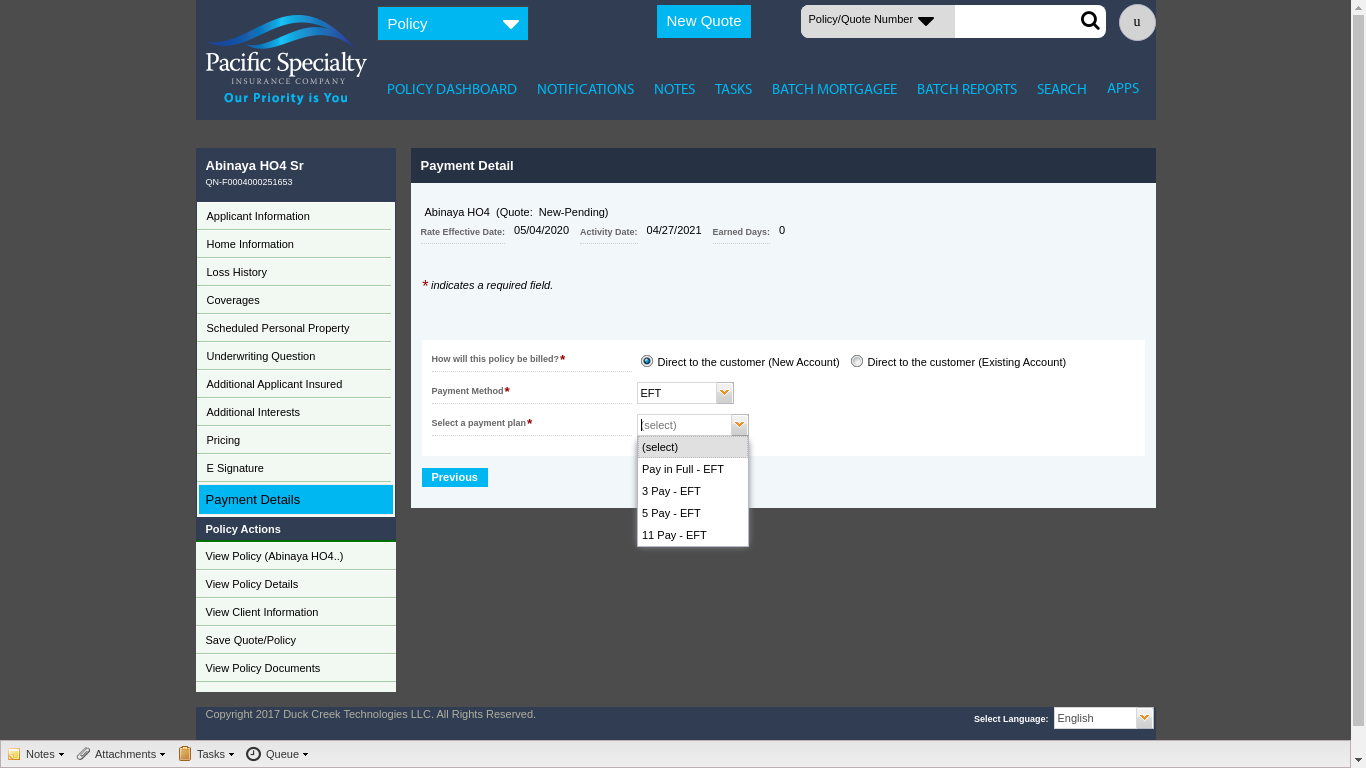 Policy
New Quote
Policy/Quote Number
u
Pacific Specialty
INSURANCE COMPANY
Our Priority is You
POLICY DASHBOARD NOTIFICATIONS NOTES TASKS BATCH MORTGAGEE BATCH REPORTS SEARCH APPS
Abinaya HO4 Sr
QN-F0004000251653
Applicant Information
Home Information
Loss History
Coverages
Scheduled Personal Property
Underwriting Question
Additional Applicant Insured
Additional Interests
Pricing
E Signature
Payment Details
Policy Actions
View Policy (Abinaya HO4..)
View Policy Details
View Client Information
Save Quote/Policy
View Policy Documents
Payment Detail
Abinaya HO4 (Quote: New-Pending)
Rate Effective Date: 05/04/2020 Activity Date: 04/27/2021 Earned Days: 0
* indicates a required field.
How will this policy be billed?* Direct to the customer (New Account) Direct to the customer (Existing Account)
Payment Method* EFT
Select a payment plan* (select)
(select)
Pay in Full - EFT
3 Pay - EFT
5 Pay - EFT
11 Pay - EFT
Previous
Copyright 2017 Duck Creek Technologies LLC. All Rights Reserved.
Select Language: English
Notes Attachments Tasks Queue